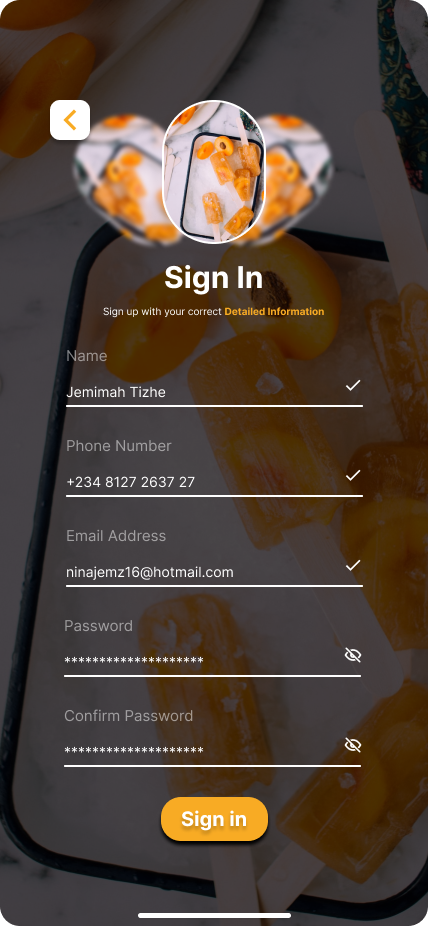 Sign In
Sign up with your correct Detailed Information
Name
Jemimah Tizhe
Phone Number
+234 8127 2637 27
Email Address
ninajemz16@hotmail.com
Password
********************
Confirm Password
********************
Sign in